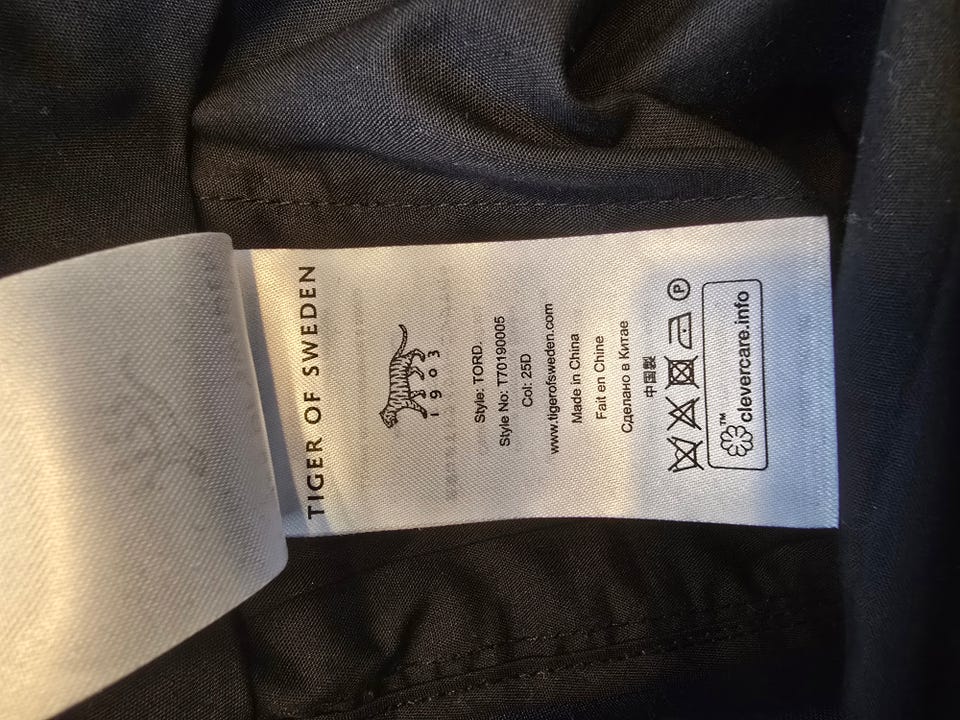 TIGER OF SWEDEN
1903
Style: TORD.
Style No: T70190005
Col: 25D
www.tigerofsweden.com
Made in China
Fait en Chine
Сделано в Китае
中国製
P
™
clevercare.info